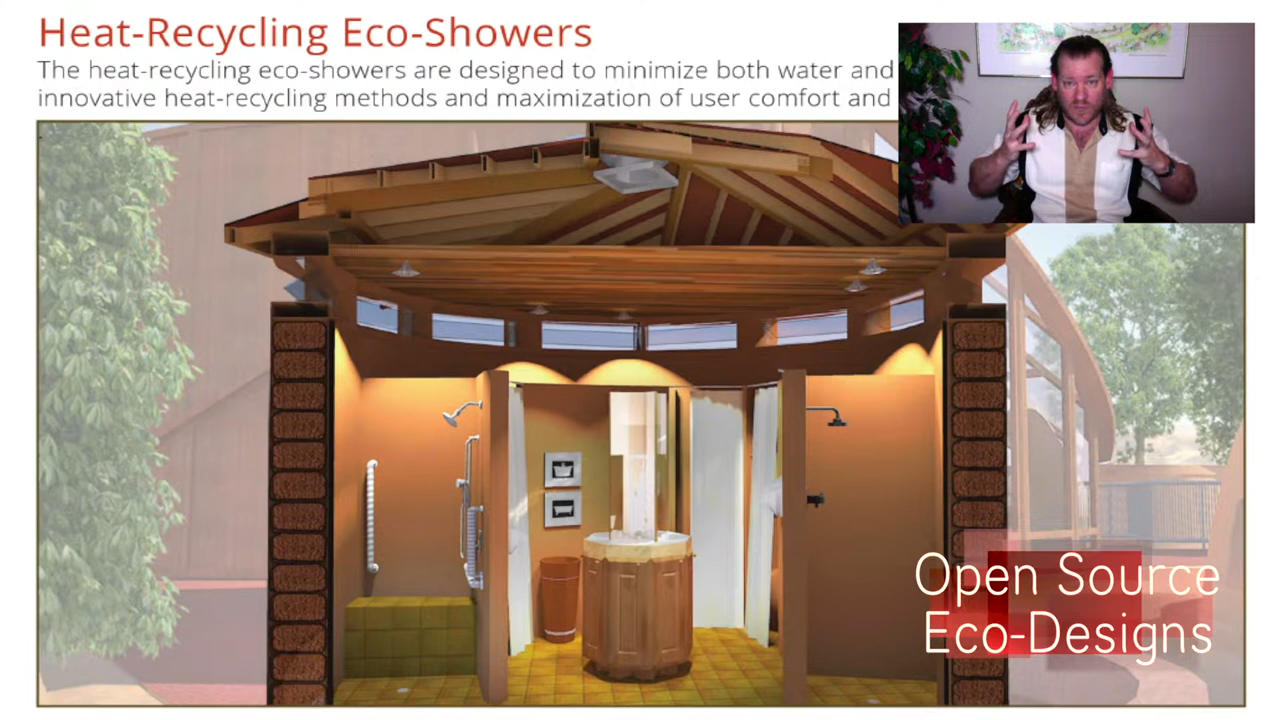 Heat-Recycling Eco-Showers
The heat-recycling eco-showers are designed to minimize both water and
innovative heat-recycling methods and maximization of user comfort and
Open Source
Eco-Designs